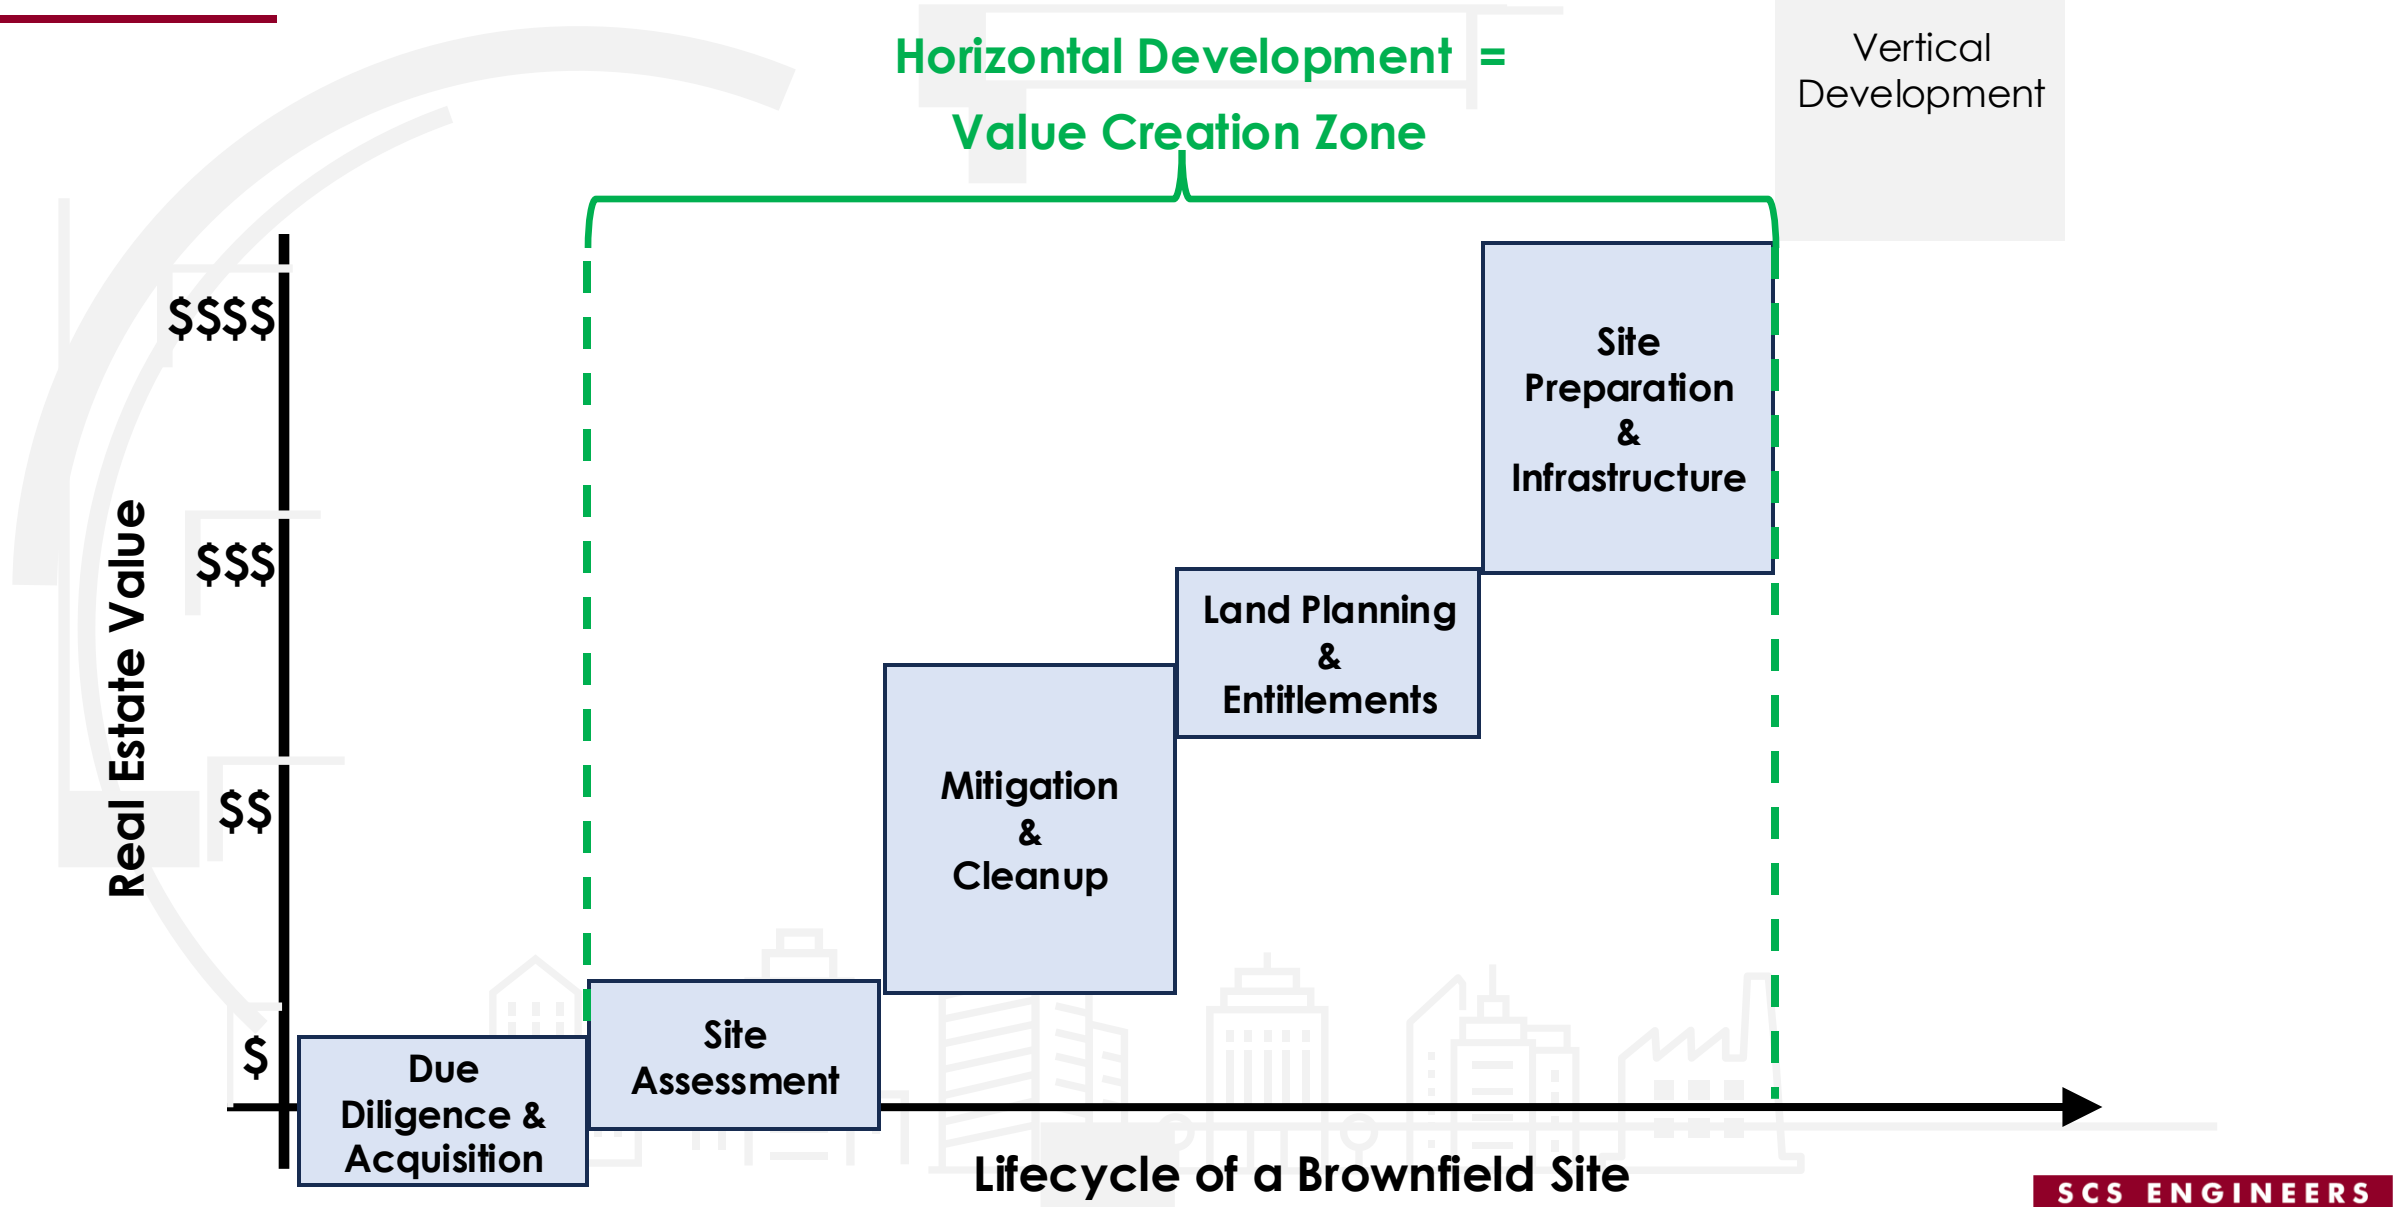 Horizontal Development =
Value Creation Zone
Vertical
Development
$$$$
$$$
$$
$
Real Estate Value
Site
Preparation
&
Infrastructure
Land Planning
&
Entitlements
Mitigation
&
Cleanup
Site
Assessment
Due
Diligence &
Acquisition
Lifecycle of a Brownfield Site
SCS ENGINEERS